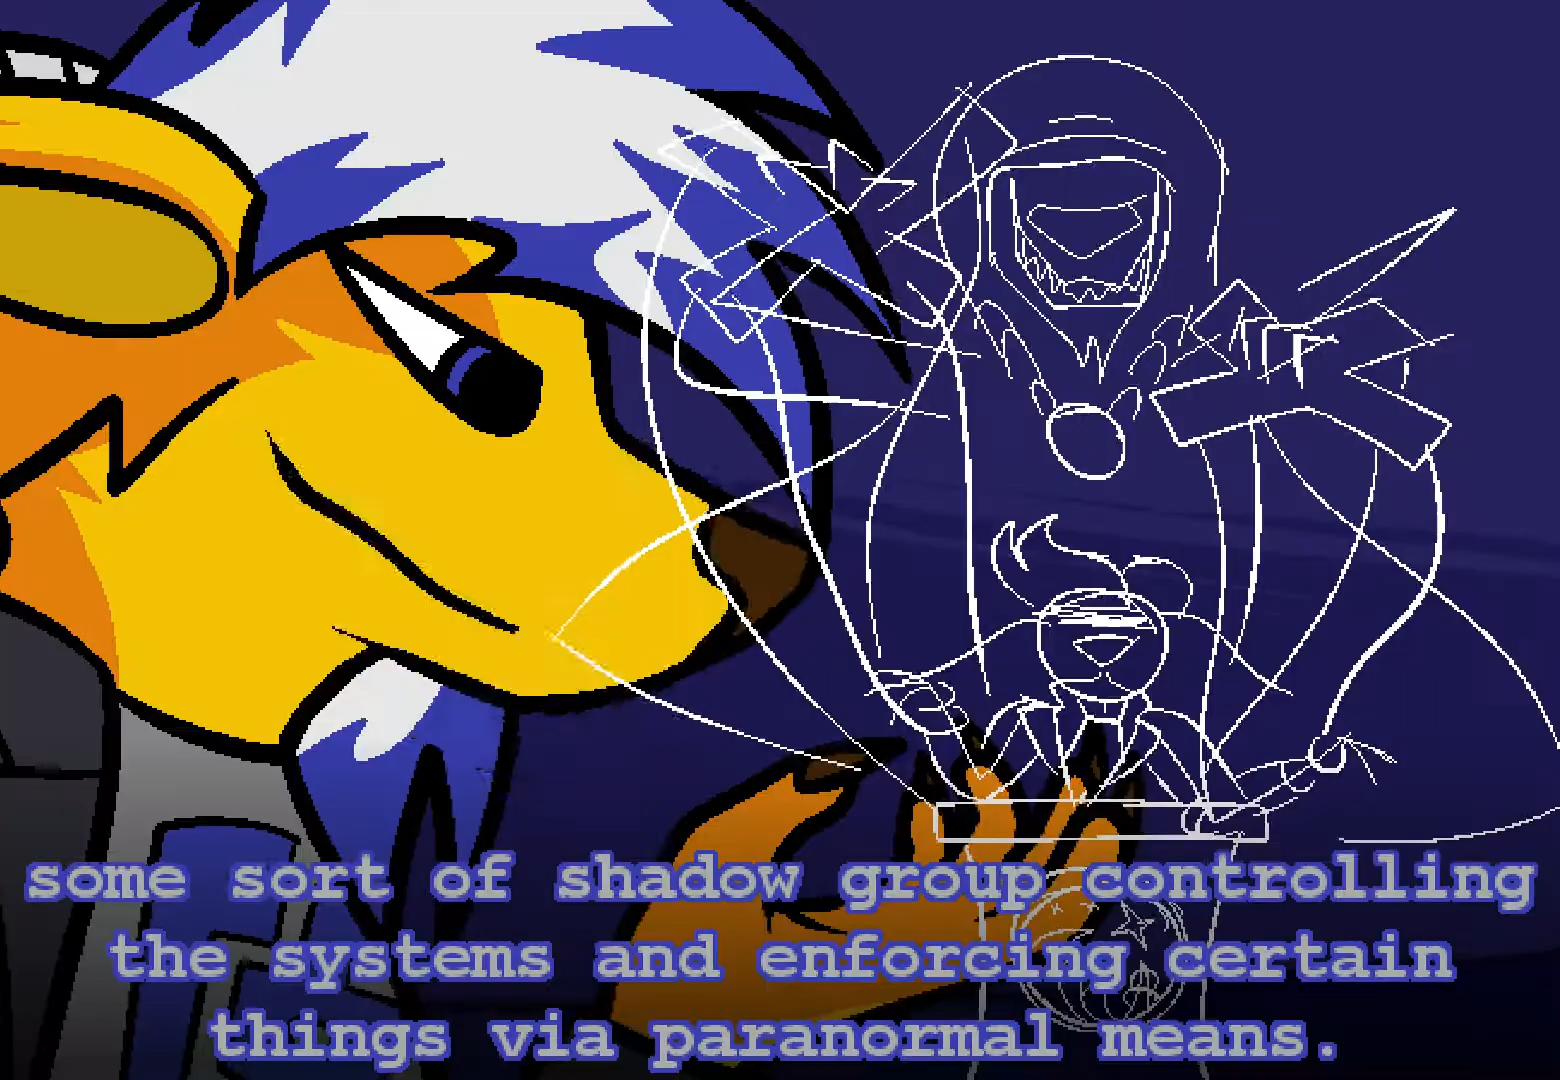 some sort of shadow group controlling
the systems and enforcing certain
things via paranormal means.